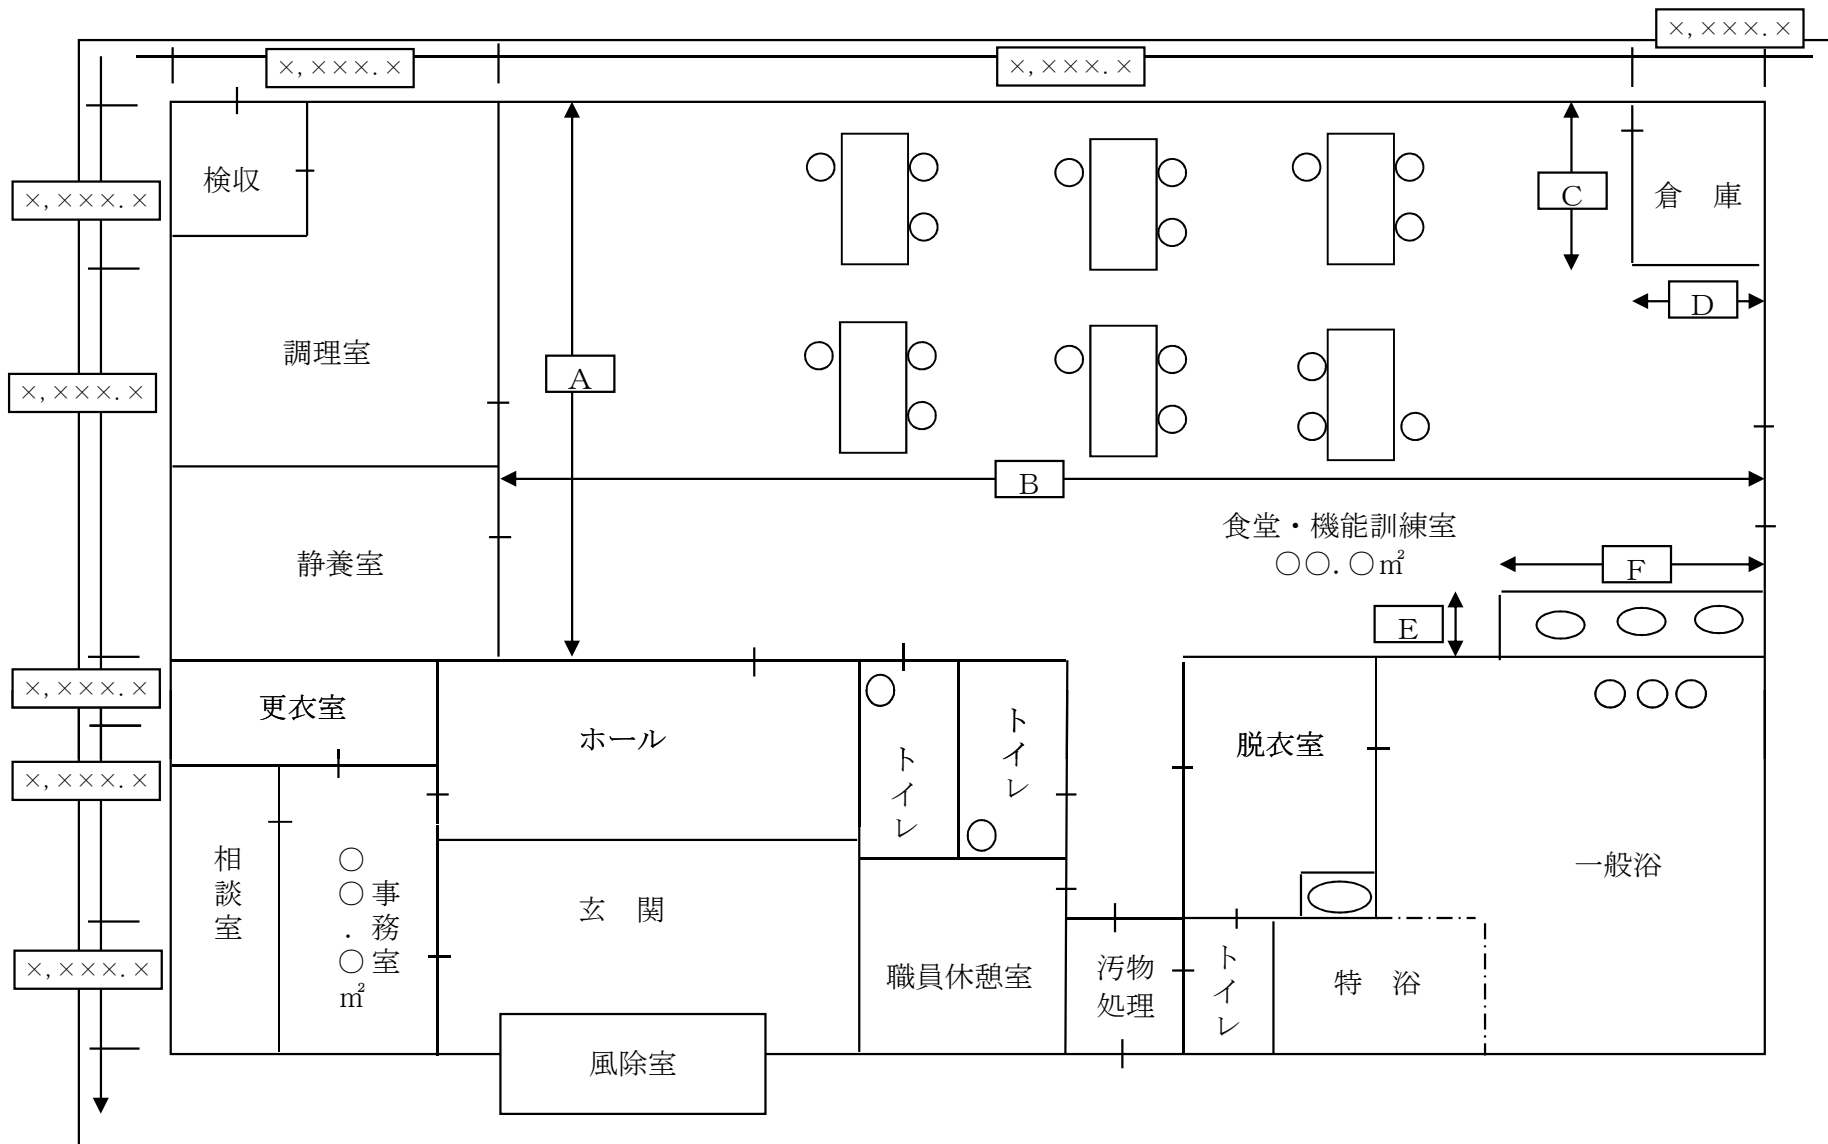 ×,×××.×
×,×××.×
×,×××.×
×,×××.×
×,×××.×
×,×××.×
×,×××.×
×,×××.×
検収
調理室
静養室
A
B
C
D
E
F
倉　庫
食堂・機能訓練室
○○.○㎡
更衣室
ホール
トイレ
トイレ
脱衣室
一般浴
相談室
事務室
○○.○㎡
玄　関
職員休憩室
汚物
処理
トイレ
特　浴
風除室